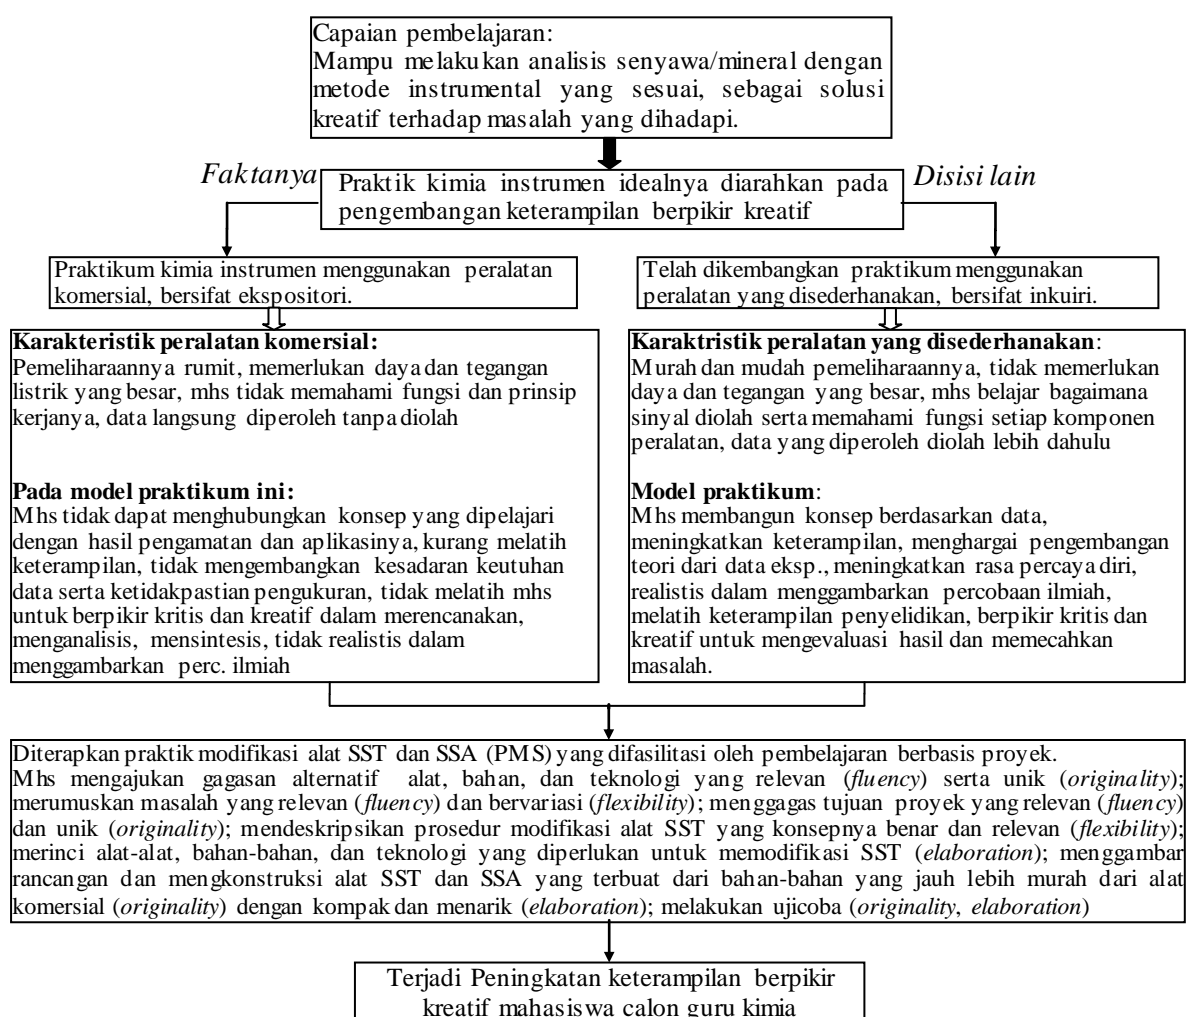 Capaian pembelajaran:
Mampu melakukan analisis senyawa/mineral dengan
metode instrumental yang sesuai, sebagai solusi
kreatif terhadap masalah yang dihadapi.
Faktanya
Praktik kimia instrumen idealnya diarahkan pada
pengembangan keterampilan berpikir kreatif
Disisi lain
Praktikum kimia instrumen menggunakan peralatan
komersial, bersifat ekspositori.
Telah dikembangkan praktikum menggunakan
peralatan yang disederhanakan, bersifat inkuiri.
Karakteristik peralatan komersial:
Pemeliharaannya rumit, memerlukan daya dan tegangan
listrik yang besar, mhs tidak memahami fungsi dan prinsip
kerjanya, data langsung diperoleh tanpa diolah
Pada model praktikum ini:
Mhs tidak dapat menghubungkan konsep yang dipelajari
dengan hasil pengamatan dan aplikasinya, kurang melatih
keterampilan, tidak mengembangkan kesadaran keutuhan
data serta ketidakpastian pengukuran, tidak melatih mhs
untuk berpikir kritis dan kreatif dalam merencanakan,
menganalisis, mensintesis, tidak realistis dalam
menggambarkan perc. ilmiah
Karaktristik peralatan yang disederhanakan:
Murah dan mudah pemeliharaannya, tidak memerlukan
daya dan tegangan yang besar, mhs belajar bagaimana
sinyal diolah serta memahami fungsi setiap komponen
peralatan, data yang diperoleh diolah lebih dahulu
Model praktikum:
Mhs membangun konsep berdasarkan data,
meningkatkan keterampilan, menghargai pengembangan
teori dari data eksp., meningkatkan rasa percaya diri,
realistis dalam menggambarkan percobaan ilmiah,
melatih keterampilan penyelidikan, berpikir kritis dan
kreatif untuk mengevaluasi hasil dan memecahkan
masalah.
Diterapkan praktik modifikasi alat SST dan SSA (PMS) yang difasilitasi oleh pembelajaran berbasis proyek.
Mhs mengajukan gagasan alternatif alat, bahan, dan teknologi yang relevan (fluency) serta unik (originality);
merumuskan masalah yang relevan (fluency) dan bervariasi (flexibility); menggagas tujuan proyek yang relevan (fluency)
dan unik (originality); mendeskripsikan prosedur modifikasi alat SST yang konsepnya benar dan relevan (flexibility);
merinci alat-alat, bahan-bahan, dan teknologi yang diperlukan untuk memodifikasi SST (elaboration); menggambar
rancangan dan mengkonstruksi alat SST dan SSA yang terbuat dari bahan-bahan yang jauh lebih murah dari alat
komersial (originality) dengan kompak dan menarik (elaboration); melakukan ujicoba (originality, elaboration)
Terjadi Peningkatan keterampilan berpikir
kreatif mahasiswa calon guru kimia